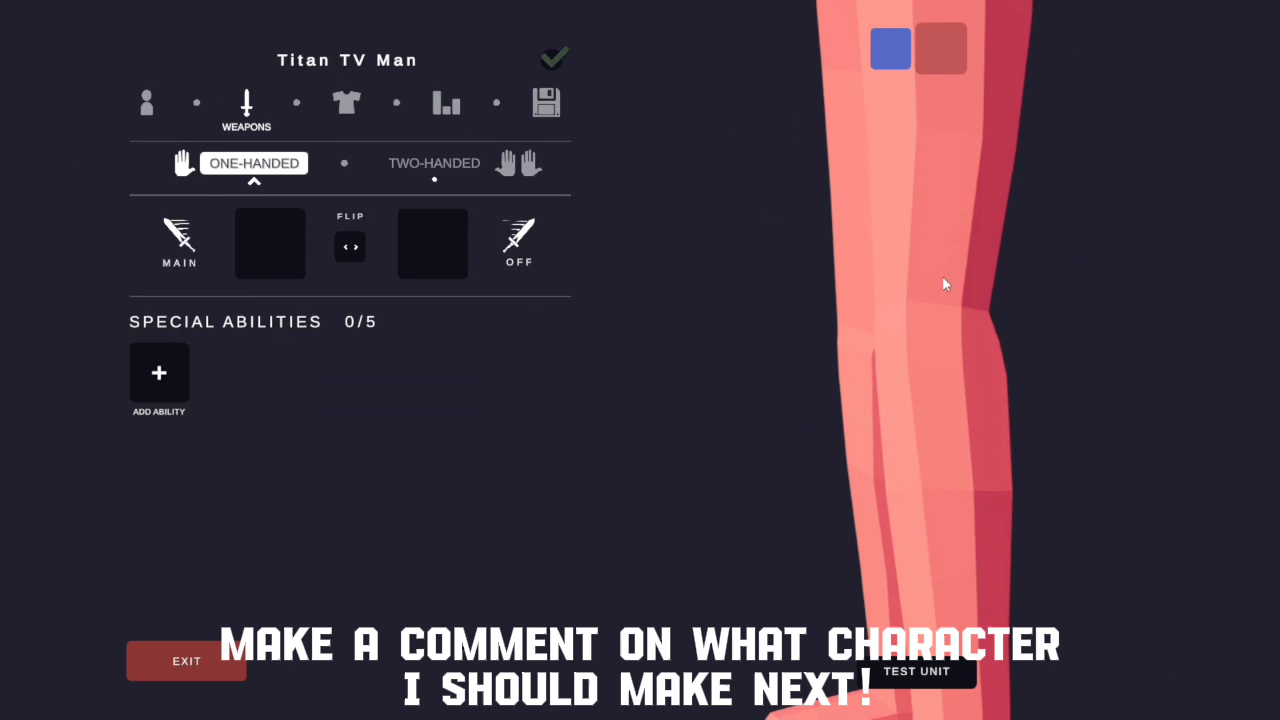 Titan TV Man
WEAPONS
ONE-HANDED TWO-HANDED
FLIP
MAIN OFF
SPECIAL ABILITIES 0/5
+
ADD ABILITY
MAKE A COMMENT ON WHAT CHARACTER
I SHOULD MAKE NEXT!
EXIT
TEST UNIT